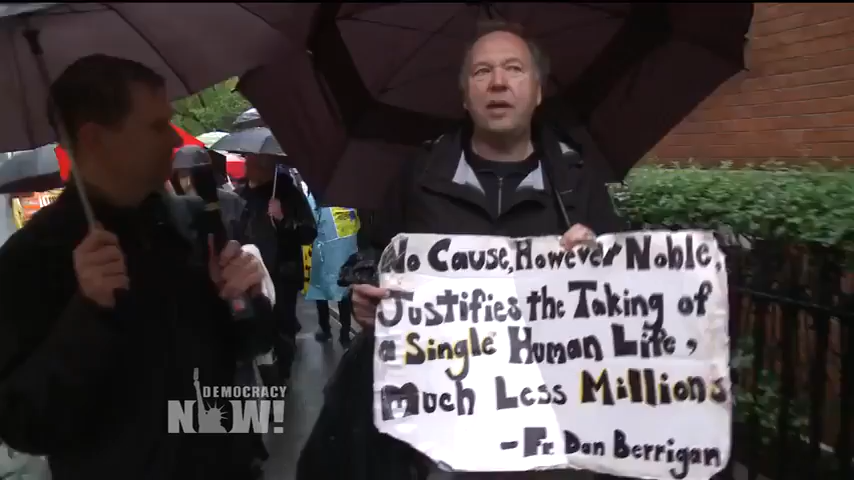 No Cause, However Noble,
Justifies the Taking of
a Single Human Life,
Much Less Millions
- Fr Dan Berrigan
DEMOCRACY
NOW!